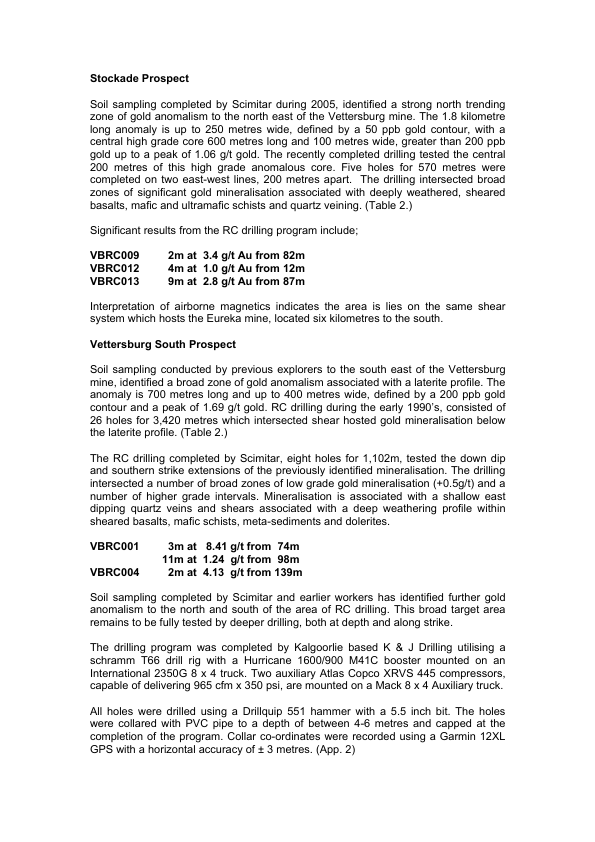 Stockade Prospect
Soil sampling completed by Scimitar during 2005, identified a strong north trending
zone of gold anomalism to the north east of the Vettersburg mine. The 1.8 kilometre
long anomaly is up to 250 metres wide, defined by a 50 ppb gold contour, with a
central high grade core 600 metres long and 100 metres wide, greater than 200 ppb
gold up to a peak of 1.06 g/t gold. The recently completed drilling tested the central
200 metres of this high grade anomalous core. Five holes for 570 metres were
completed on two east-west lines, 200 metres apart. The drilling intersected broad
zones of significant gold mineralisation associated with deeply weathered, sheared
basalts, mafic and ultramafic schists and quartz veining. (Table 2.)
Significant results from the RC drilling program include;
VBRC009 2m at 3.4 g/t Au from 82m
VBRC012 4m at 1.0 g/t Au from 12m
VBRC013 9m at 2.8 g/t Au from 87m
Interpretation of airborne magnetics indicates the area is lies on the same shear
system which hosts the Eureka mine, located six kilometres to the south.
Vettersburg South Prospect
Soil sampling conducted by previous explorers to the south east of the Vettersburg
mine, identified a broad zone of gold anomalism associated with a laterite profile. The
anomaly is 700 metres long and up to 400 metres wide, defined by a 200 ppb gold
contour and a peak of 1.69 g/t gold. RC drilling during the early 1990's, consisted of
26 holes for 3,420 metres which intersected shear hosted gold mineralisation below
the laterite profile. (Table 2.)
The RC drilling completed by Scimitar, eight holes for 1,102m, tested the down dip
and southern strike extensions of the previously identified mineralisation. The drilling
intersected a number of broad zones of low grade gold mineralisation (+0.5g/t) and a
number of higher grade intervals. Mineralisation is associated with a shallow east
dipping quartz veins and shears associated with a deep weathering profile within
sheared basalts, mafic schists, meta-sediments and dolerites.
VBRC001 3m at 8.41 g/t from 74m
11m at 1.24 g/t from 98m
VBRC004 2m at 4.13 g/t from 139m
Soil sampling completed by Scimitar and earlier workers has identified further gold
anomalism to the north and south of the area of RC drilling. This broad target area
remains to be fully tested by deeper drilling, both at depth and along strike.
The drilling program was completed by Kalgoorlie based K & J Drilling utilising a
schramm T66 drill rig with a Hurricane 1600/900 M41C booster mounted on an
International 2350G 8 x 4 truck. Two auxiliary Atlas Copco XRVS 445 compressors,
capable of delivering 965 cfm x 350 psi, are mounted on a Mack 8 x 4 Auxiliary truck.
All holes were drilled using a Drillquip 551 hammer with a 5.5 inch bit. The holes
were collared with PVC pipe to a depth of between 4-6 metres and capped at the
completion of the program. Collar co-ordinates were recorded using a Garmin 12XL
GPS with a horizontal accuracy of ± 3 metres. (App. 2)